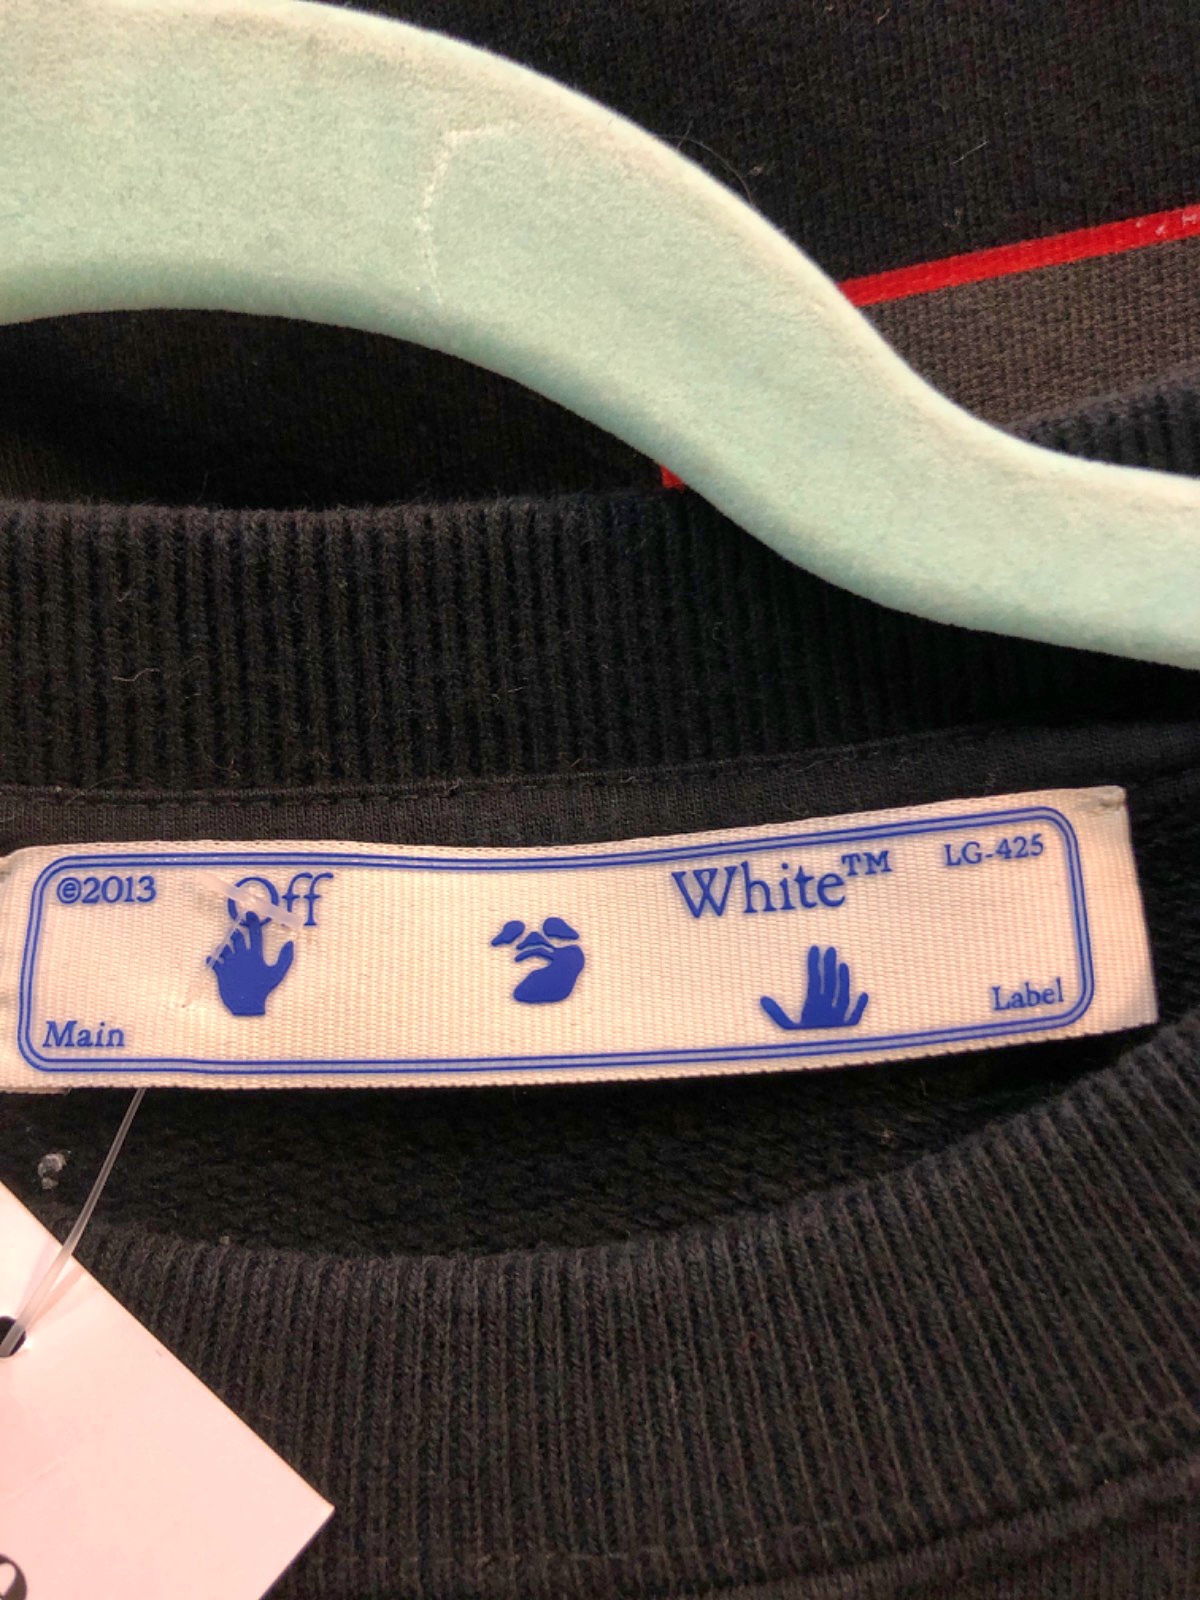 ©2013 Off White™ LG-425
Main Label